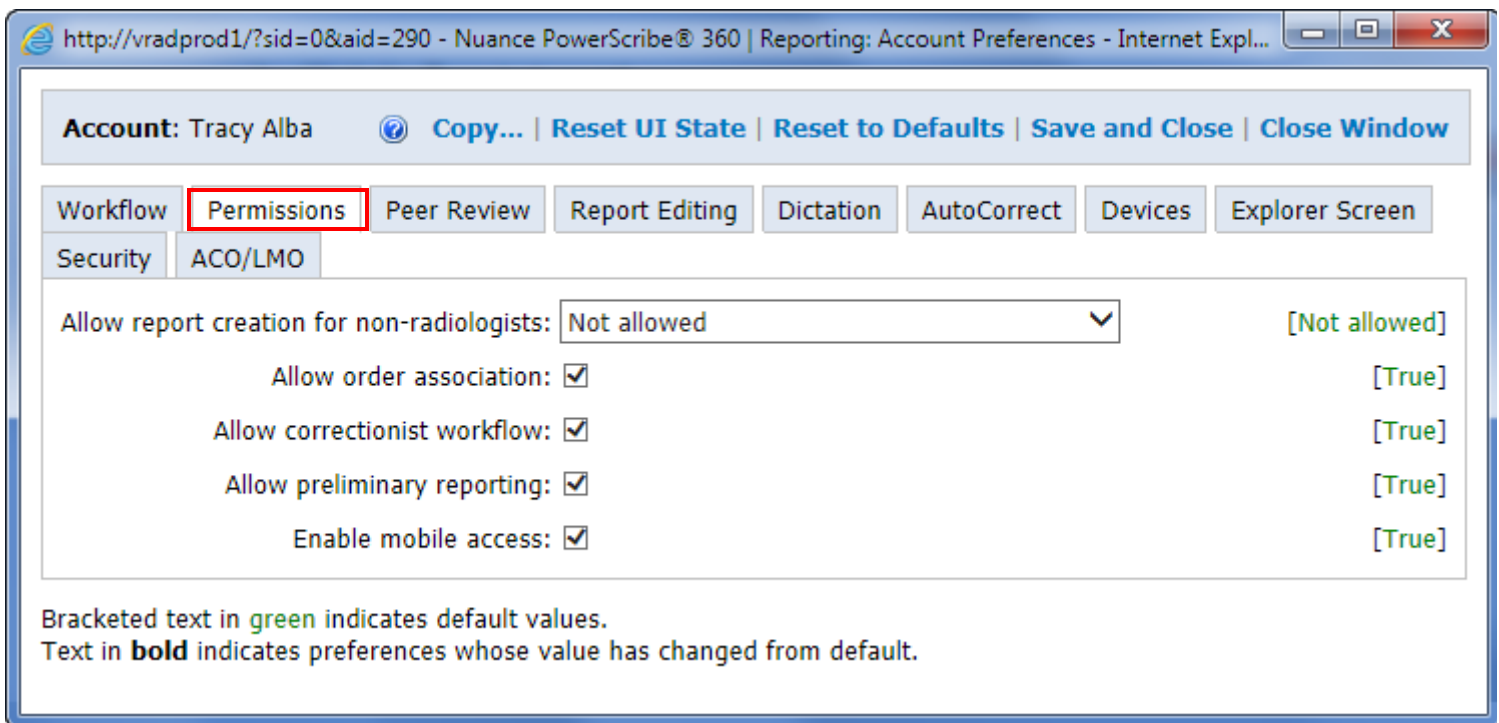 http://vradprod1/?sid=0&aid=290 - Nuance PowerScribe® 360 | Reporting: Account Preferences - Internet Expl...
Account: Tracy Alba Copy... | Reset UI State | Reset to Defaults | Save and Close | Close Window
Workflow Permissions Peer Review Report Editing Dictation AutoCorrect Devices Explorer Screen
Security ACO/LMO
Allow report creation for non-radiologists: Not allowed [Not allowed]
Allow order association: [True]
Allow correctionist workflow: [True]
Allow preliminary reporting: [True]
Enable mobile access: [True]
Bracketed text in green indicates default values.
Text in bold indicates preferences whose value has changed from default.